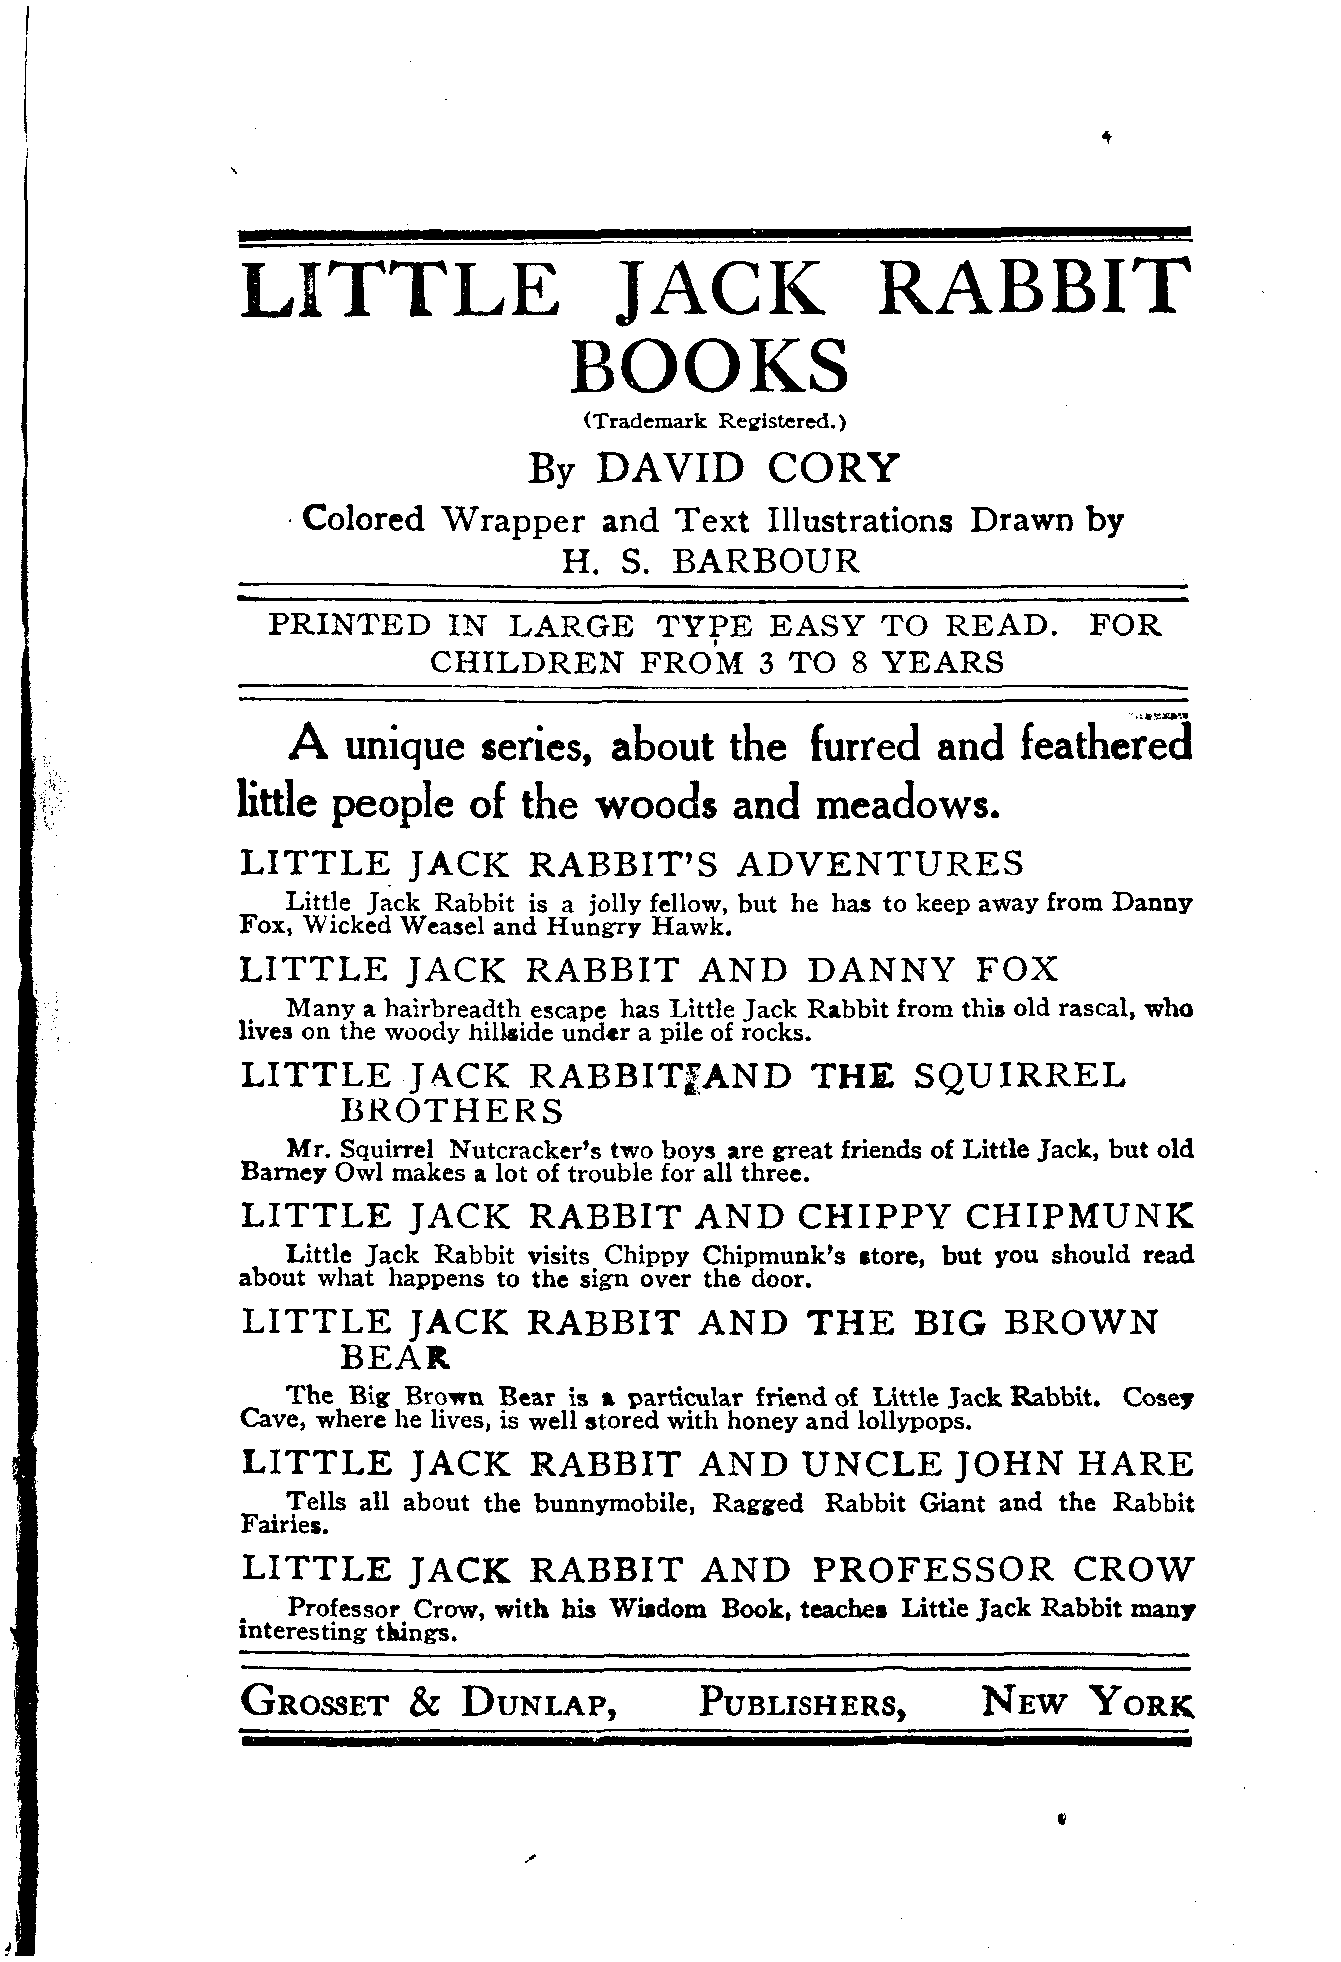 LITTLE JACK RABBIT
BOOKS
(Trademark Registered.)
By DAVID CORY
Colored Wrapper and Text Illustrations Drawn by
H. S. BARBOUR
PRINTED IN LARGE TYPE EASY TO READ. FOR
CHILDREN FROM 3 TO 8 YEARS
A unique series, about the furred and feathered
little people of the woods and meadows.
LITTLE JACK RABBIT'S ADVENTURES
Little Jack Rabbit is a jolly fellow, but he has to keep away from Danny
Fox, Wicked Weasel and Hungry Hawk.
LITTLE JACK RABBIT AND DANNY FOX
Many a hairbreadth escape has Little Jack Rabbit from this old rascal, who
lives on the woody hillside under a pile of rocks.
LITTLE JACK RABBIT AND THE SQUIRREL
BROTHERS
Mr. Squirrel Nutcracker's two boys are great friends of Little Jack, but old
Barney Owl makes a lot of trouble for all three.
LITTLE JACK RABBIT AND CHIPPY CHIPMUNK
Little Jack Rabbit visits Chippy Chipmunk's store, but you should read
about what happens to the sign over the door.
LITTLE JACK RABBIT AND THE BIG BROWN
BEAR
The Big Brown Bear is a particular friend of Little Jack Rabbit. Cosey
Cave, where he lives, is well stored with honey and lollypops.
LITTLE JACK RABBIT AND UNCLE JOHN HARE
Tells all about the bunnymobile, Ragged Rabbit Giant and the Rabbit
Fairies.
LITTLE JACK RABBIT AND PROFESSOR CROW
Professor Crow, with his Wisdom Book, teaches Little Jack Rabbit many
interesting things.
GROSSET & DUNLAP, PUBLISHERS, NEW YORK